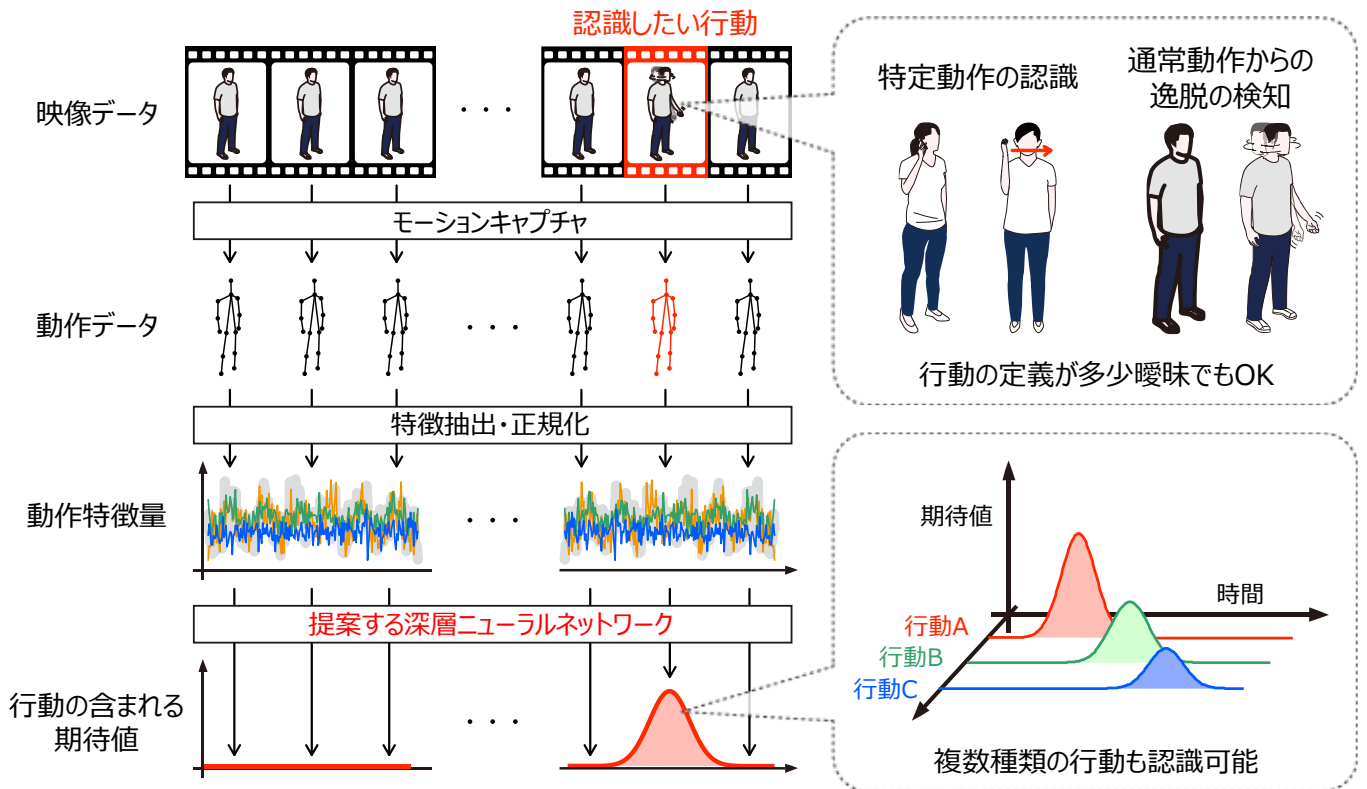 認識したい行動
映像データ
・・・
モーションキャプチャ
動作データ
・・・
特徴抽出・正規化
動作特徴量
・・・
提案する深層ニューラルネットワーク
行動の含まれる
期待値
・・・
特定動作の認識
通常動作からの
逸脱の検知
行動の定義が多少曖昧でもOK
期待値
時間
行動A
行動B
行動C
複数種類の行動も認識可能